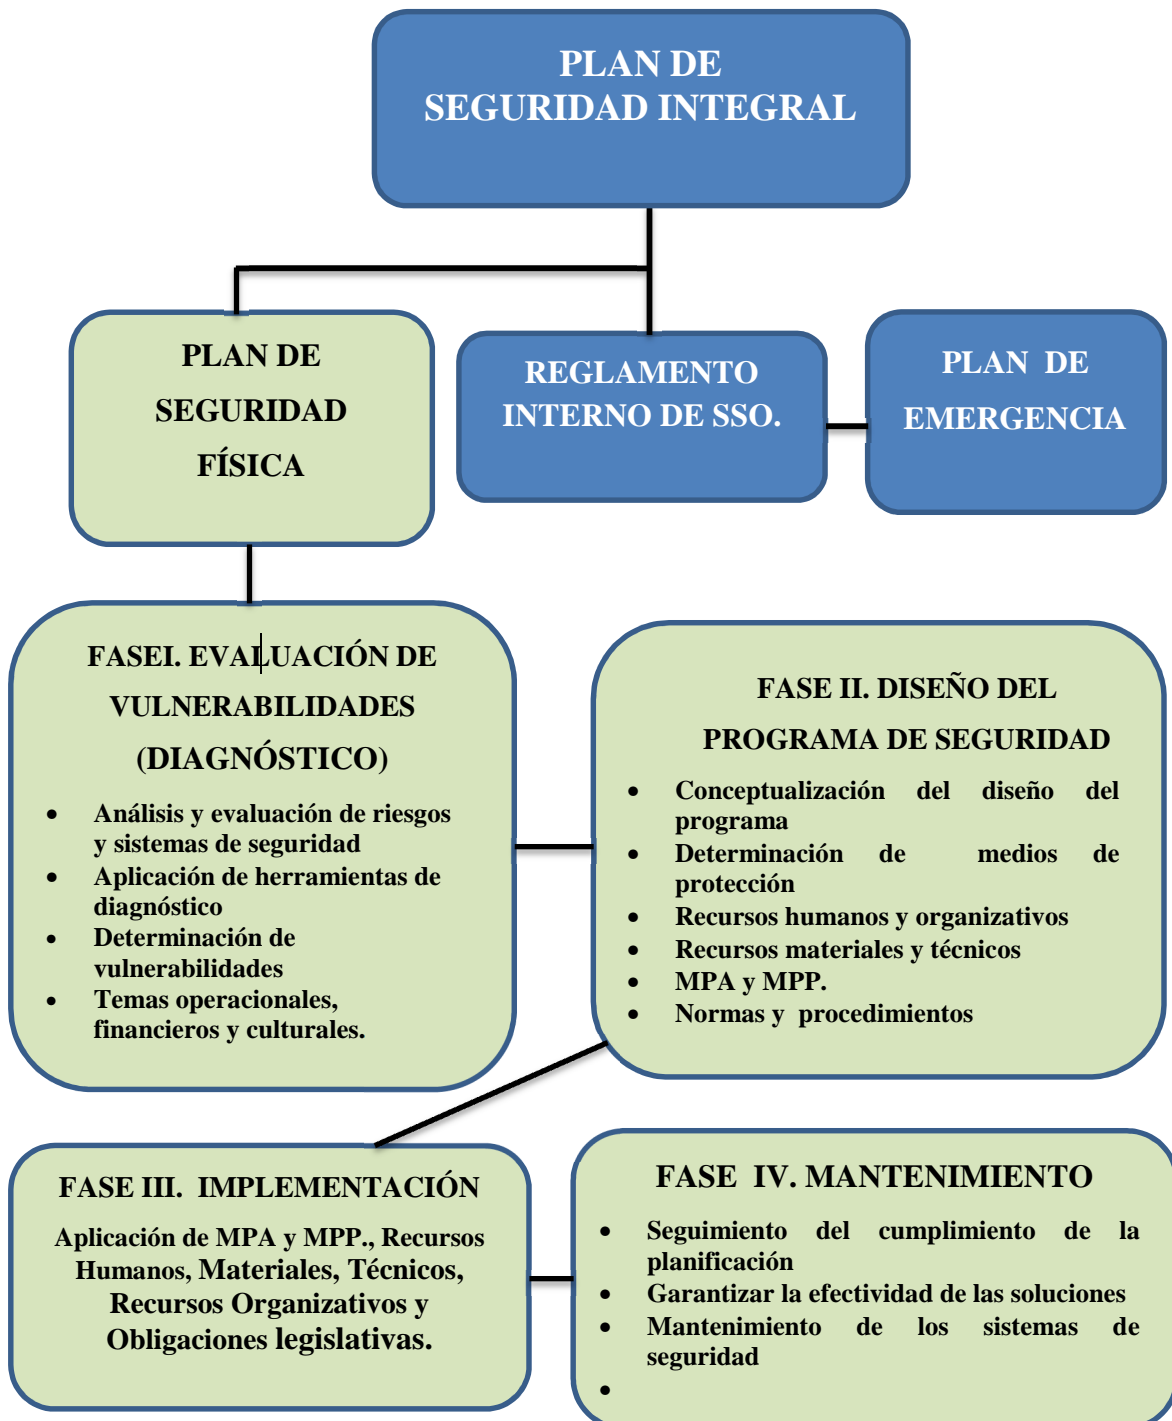 PLAN DE
SEGURIDAD INTEGRAL
PLAN DE
SEGURIDAD
FÍSICA
REGLAMENTO
INTERNO DE SSO.
PLAN DE
EMERGENCIA
FASEI. EVALUACIÓN DE
VULNERABILIDADES
(DIAGNÓSTICO)
• Análisis y evaluación de riesgos
y sistemas de seguridad
• Aplicación de herramientas de
diagnóstico
• Determinación de
vulnerabilidades
• Temas operacionales,
financieros y culturales.
FASE II. DISEÑO DEL
PROGRAMA DE SEGURIDAD
• Conceptualización del diseño del
programa
• Determinación de medios de
protección
• Recursos humanos y organizativos
• Recursos materiales y técnicos
• MPA y MPP.
• Normas y procedimientos
FASE III. IMPLEMENTACIÓN
Aplicación de MPA y MPP., Recursos
Humanos, Materiales, Técnicos,
Recursos Organizativos y
Obligaciones legislativas.
FASE IV. MANTENIMIENTO
• Seguimiento del cumplimiento de la
planificación
• Garantizar la efectividad de las soluciones
• Mantenimiento de los sistemas de
seguridad
•